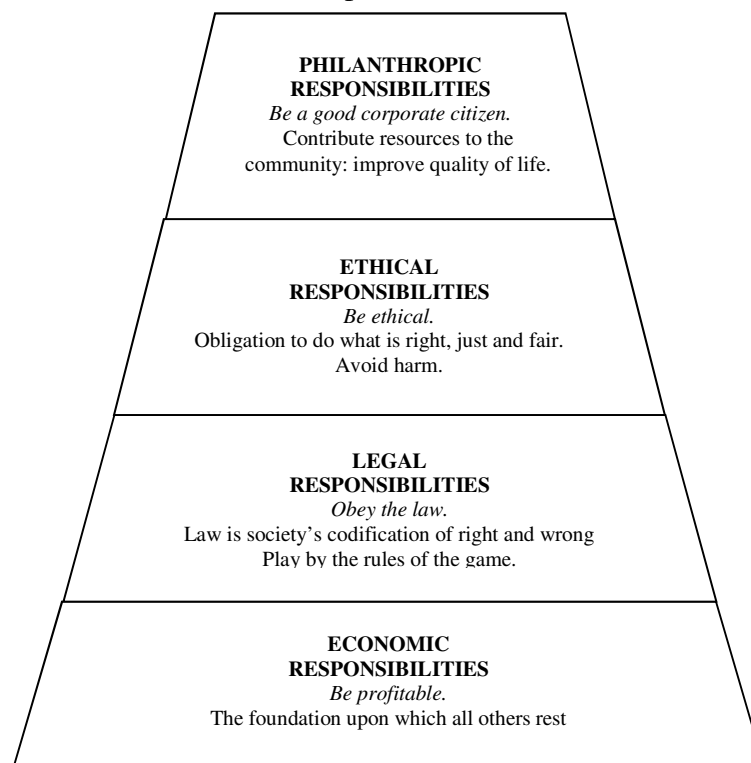 PHILANTHROPIC
RESPONSIBILITIES
Be a good corporate citizen.
Contribute resources to the
community: improve quality of life.
ETHICAL
RESPONSIBILITIES
Be ethical.
Obligation to do what is right, just and fair.
Avoid harm.
LEGAL
RESPONSIBILITIES
Obey the law.
Law is society’s codification of right and wrong
Play by the rules of the game.
ECONOMIC
RESPONSIBILITIES
Be profitable.
The foundation upon which all others rest